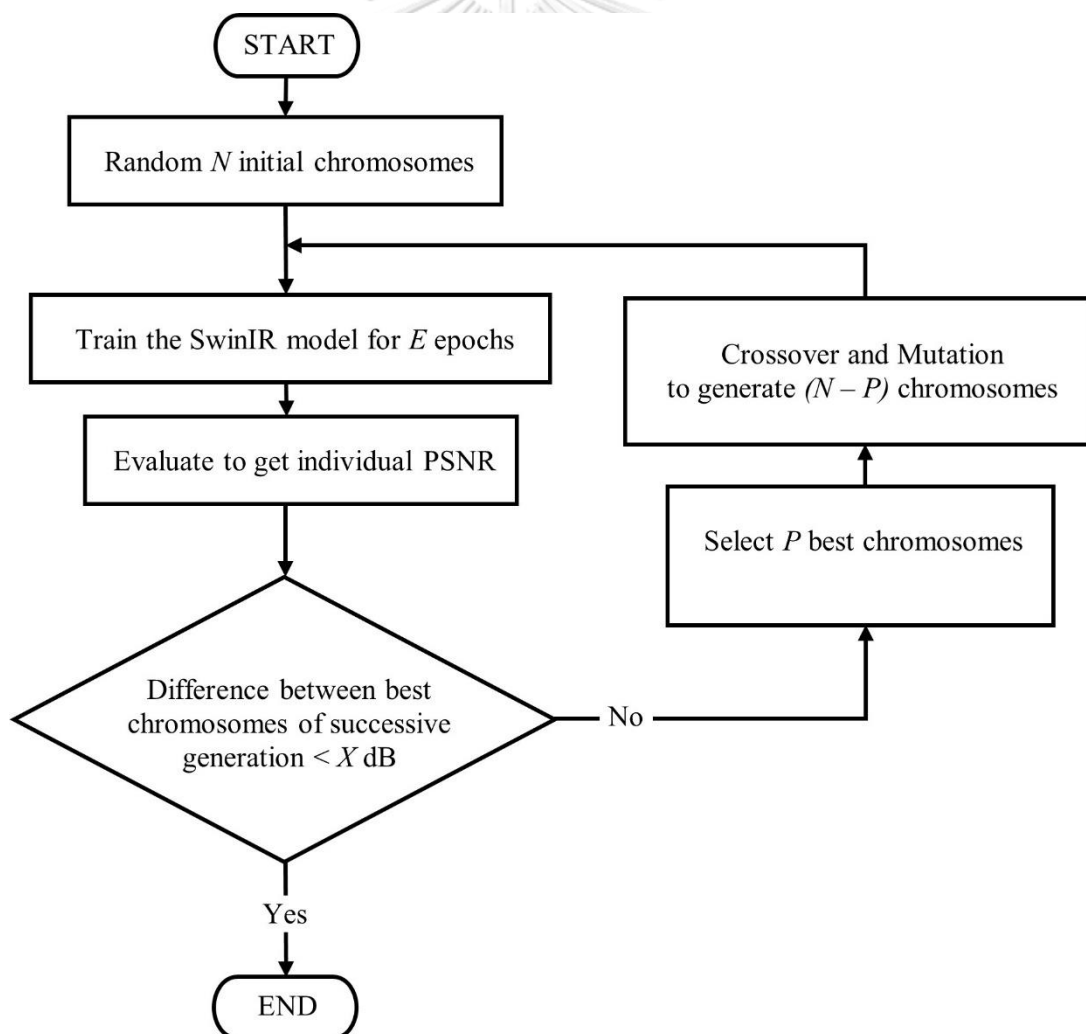 START
Random N initial chromosomes
Train the SwinIR model for E epochs
Evaluate to get individual PSNR
Difference between best
chromosomes of successive
generation < X dB
No
Yes
END
Select P best chromosomes
Crossover and Mutation
to generate (N – P) chromosomes